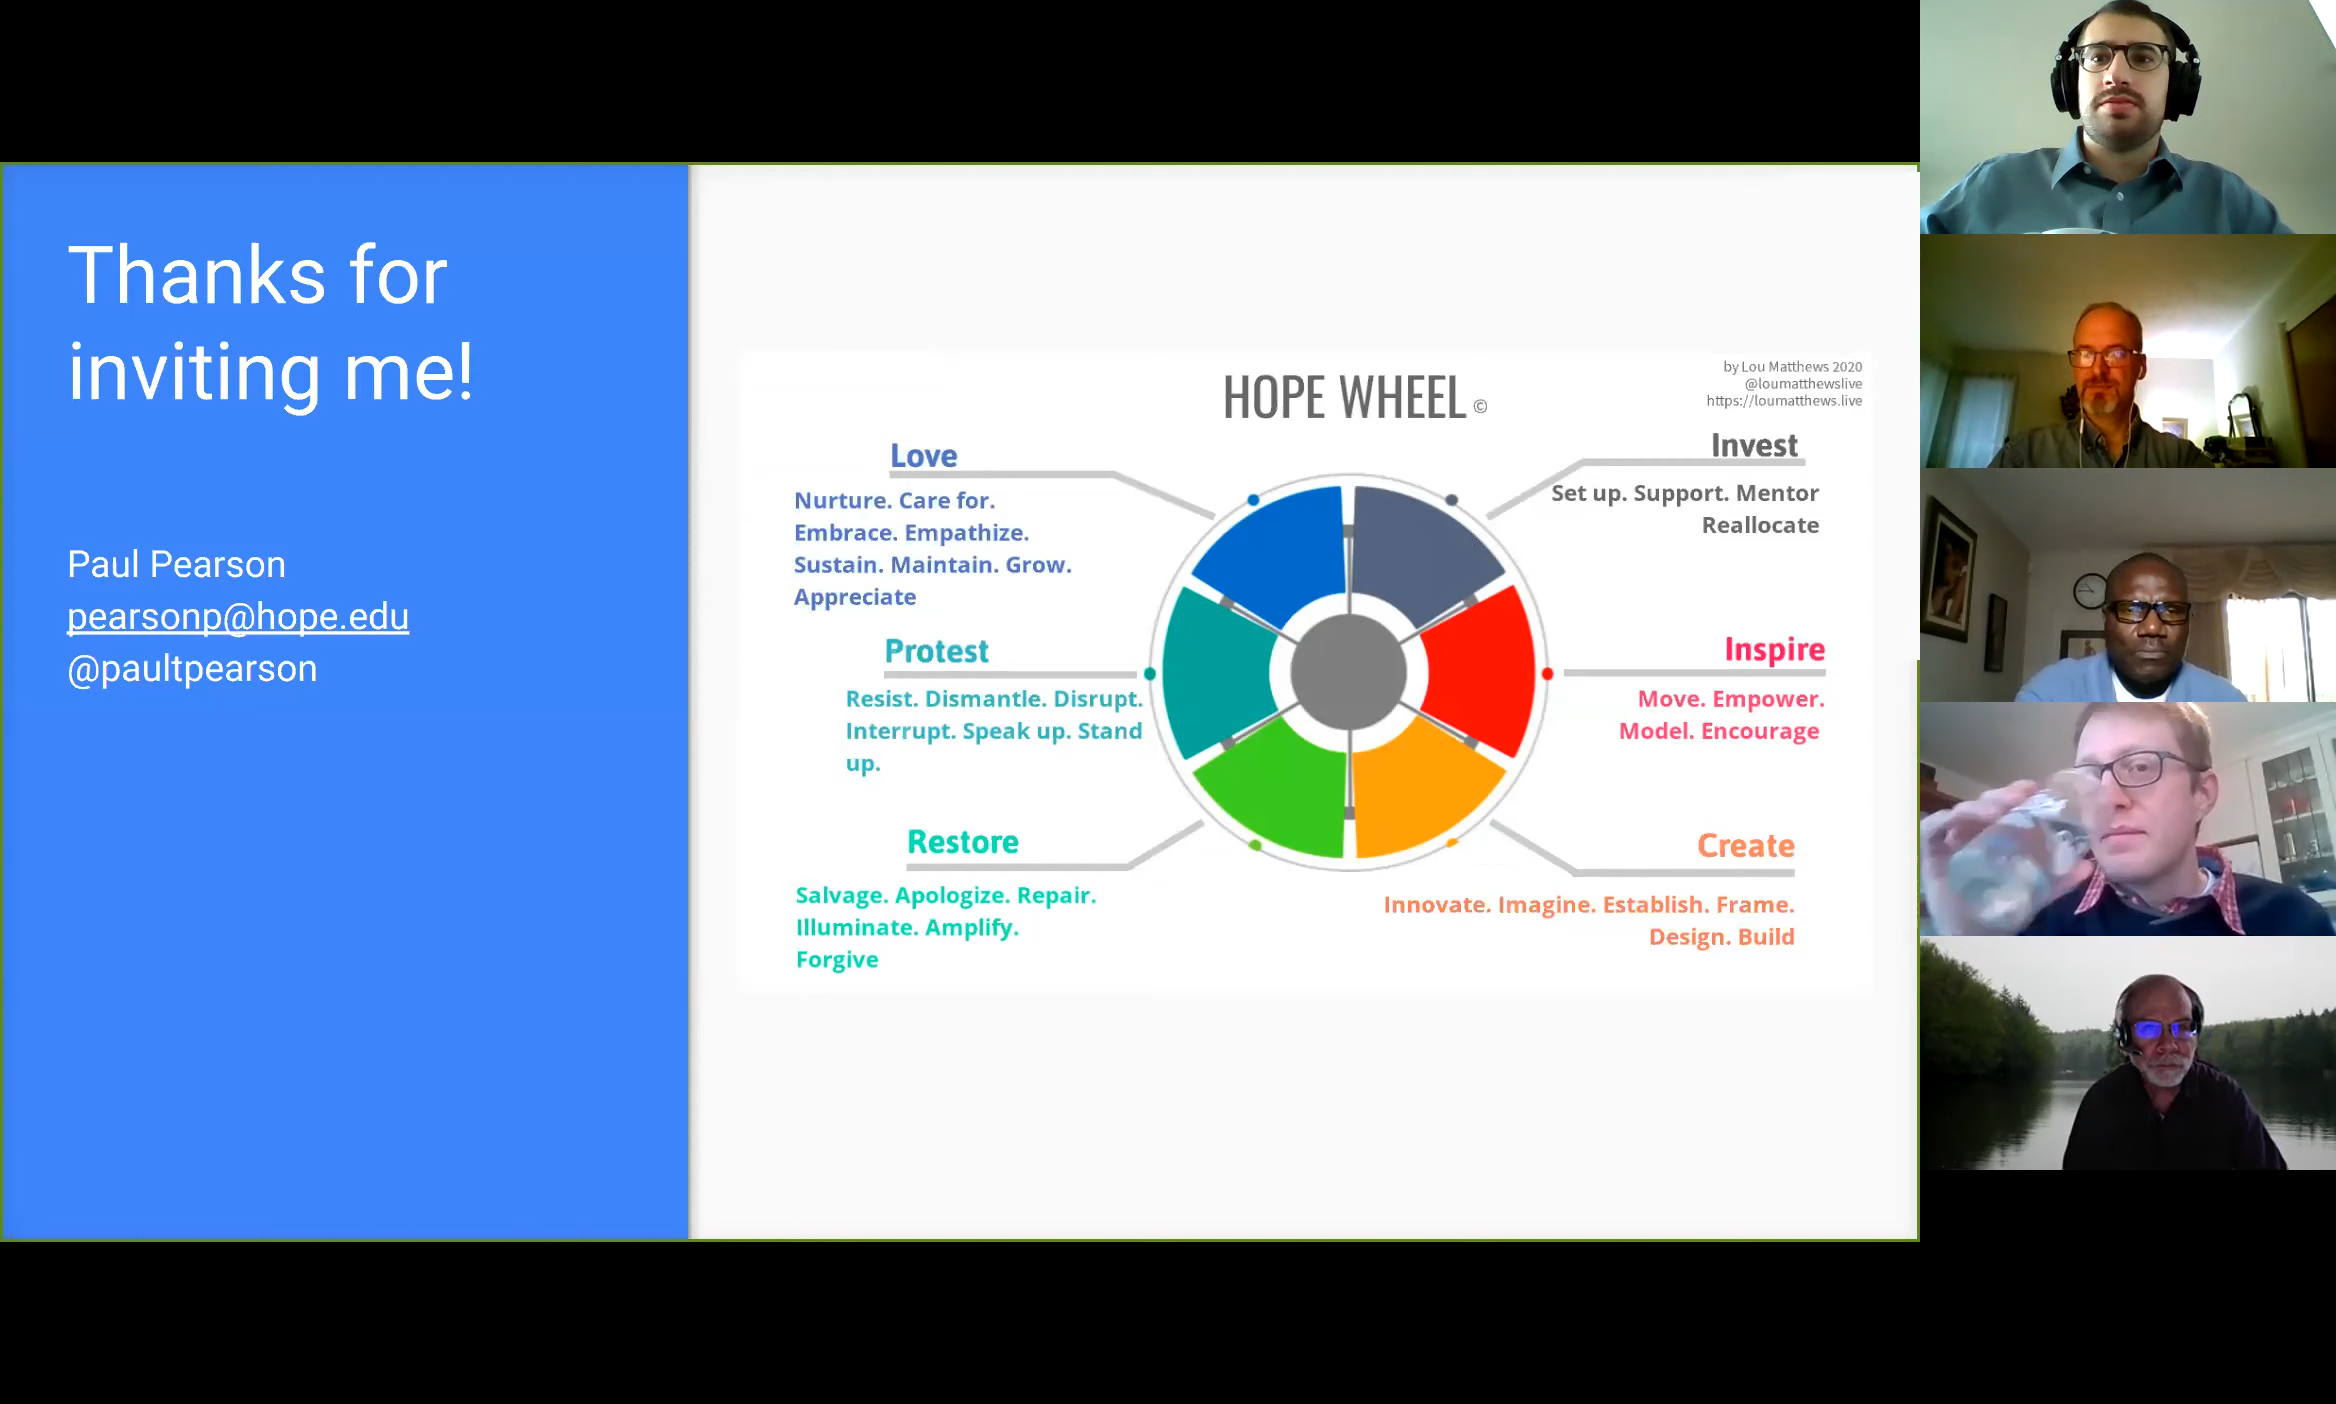 Thanks for
inviting me!
Paul Pearson
pearsonp@hope.edu
@paultpearson
HOPE WHEEL ©
by Lou Matthews 2020
@loumatthewslive
https://loumatthews.live
Love
Nurture. Care for.
Embrace. Empathize.
Sustain. Maintain. Grow.
Appreciate
Protest
Resist. Dismantle. Disrupt.
Interrupt. Speak up. Stand
up.
Restore
Salvage. Apologize. Repair.
Illuminate. Amplify.
Forgive
Invest
Set up. Support. Mentor
Reallocate
Inspire
Move. Empower.
Model. Encourage
Create
Innovate. Imagine. Establish. Frame.
Design. Build